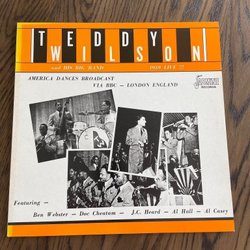 TEDDY
WILSON
and HIS BIG BAND 1939 LIVE !!
AMERICA DANCES BROADCAST
VIA BBC — LONDON ENGLAND
RECORDS
Featuring —
Ben Webster — Doc Cheatam — J.C. Heard — Al Hall — Al Casey